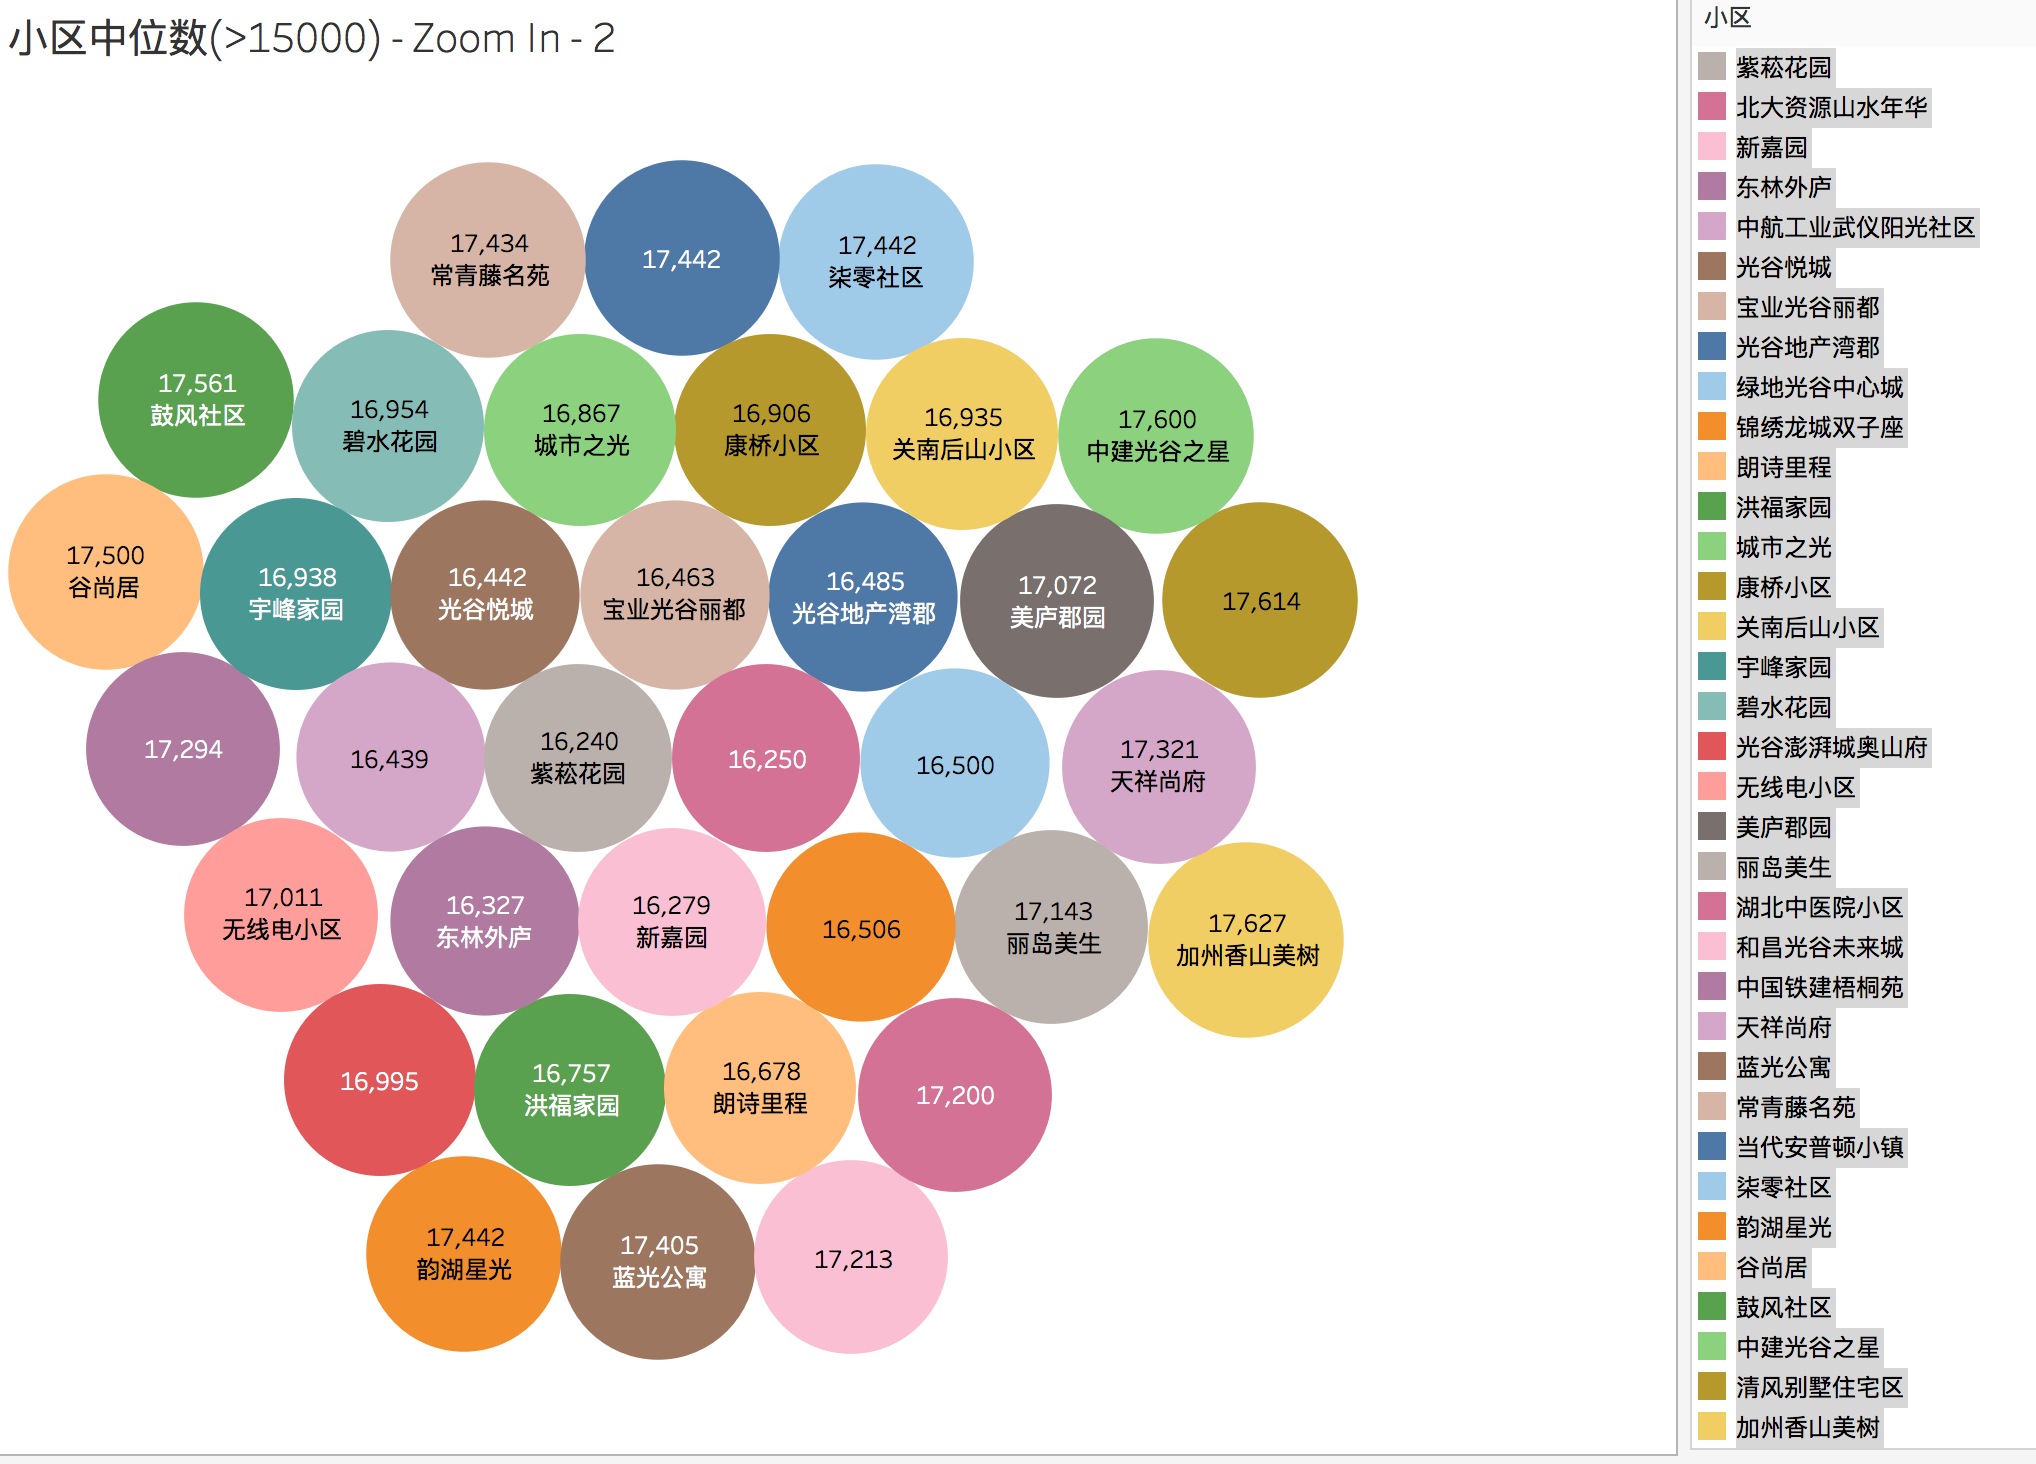 小区中位数(>15000) - Zoom In - 2
17,434
常青藤名苑
17,442
17,442
柒零社区
17,561
鼓风社区
16,954
碧水花园
16,867
城市之光
16,906
康桥小区
16,935
关南后山小区
17,600
中建光谷之星
17,500
谷尚居
16,938
宇峰家园
16,442
光谷悦城
16,463
宝业光谷丽都
16,485
光谷地产湾郡
17,072
美庐郡园
17,614
17,294
16,439
16,240
紫菘花园
16,250
16,500
17,321
天祥尚府
17,011
无线电小区
16,327
东林外庐
16,279
新嘉园
16,506
17,143
丽岛美生
17,627
加州香山美树
16,995
16,757
洪福家园
16,678
朗诗里程
17,200
17,442
韵湖星光
17,405
蓝光公寓
17,213
小区
紫菘花园
北大资源山水年华
新嘉园
东林外庐
中航工业武仪阳光社区
光谷悦城
宝业光谷丽都
光谷地产湾郡
绿地光谷中心城
锦绣龙城双子座
朗诗里程
洪福家园
城市之光
康桥小区
关南后山小区
宇峰家园
碧水花园
光谷澎湃城奥山府
无线电小区
美庐郡园
丽岛美生
湖北中医院小区
和昌光谷未来城
中国铁建梧桐苑
天祥尚府
蓝光公寓
常青藤名苑
当代安普顿小镇
柒零社区
韵湖星光
谷尚居
鼓风社区
中建光谷之星
清风别墅住宅区
加州香山美树